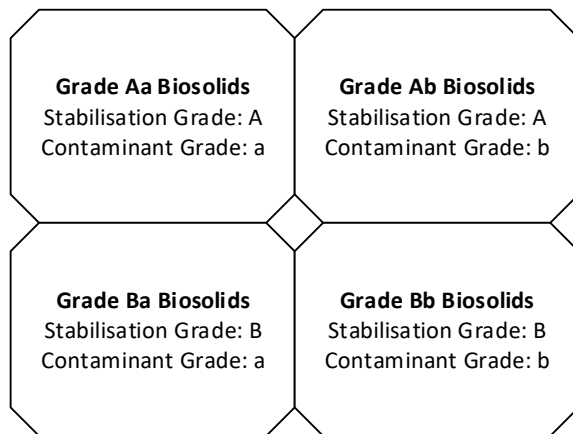 Grade Aa Biosolids
Stabilisation Grade: A
Contaminant Grade: a
Grade Ab Biosolids
Stabilisation Grade: A
Contaminant Grade: b
Grade Ba Biosolids
Stabilisation Grade: B
Contaminant Grade: a
Grade Bb Biosolids
Stabilisation Grade: B
Contaminant Grade: b